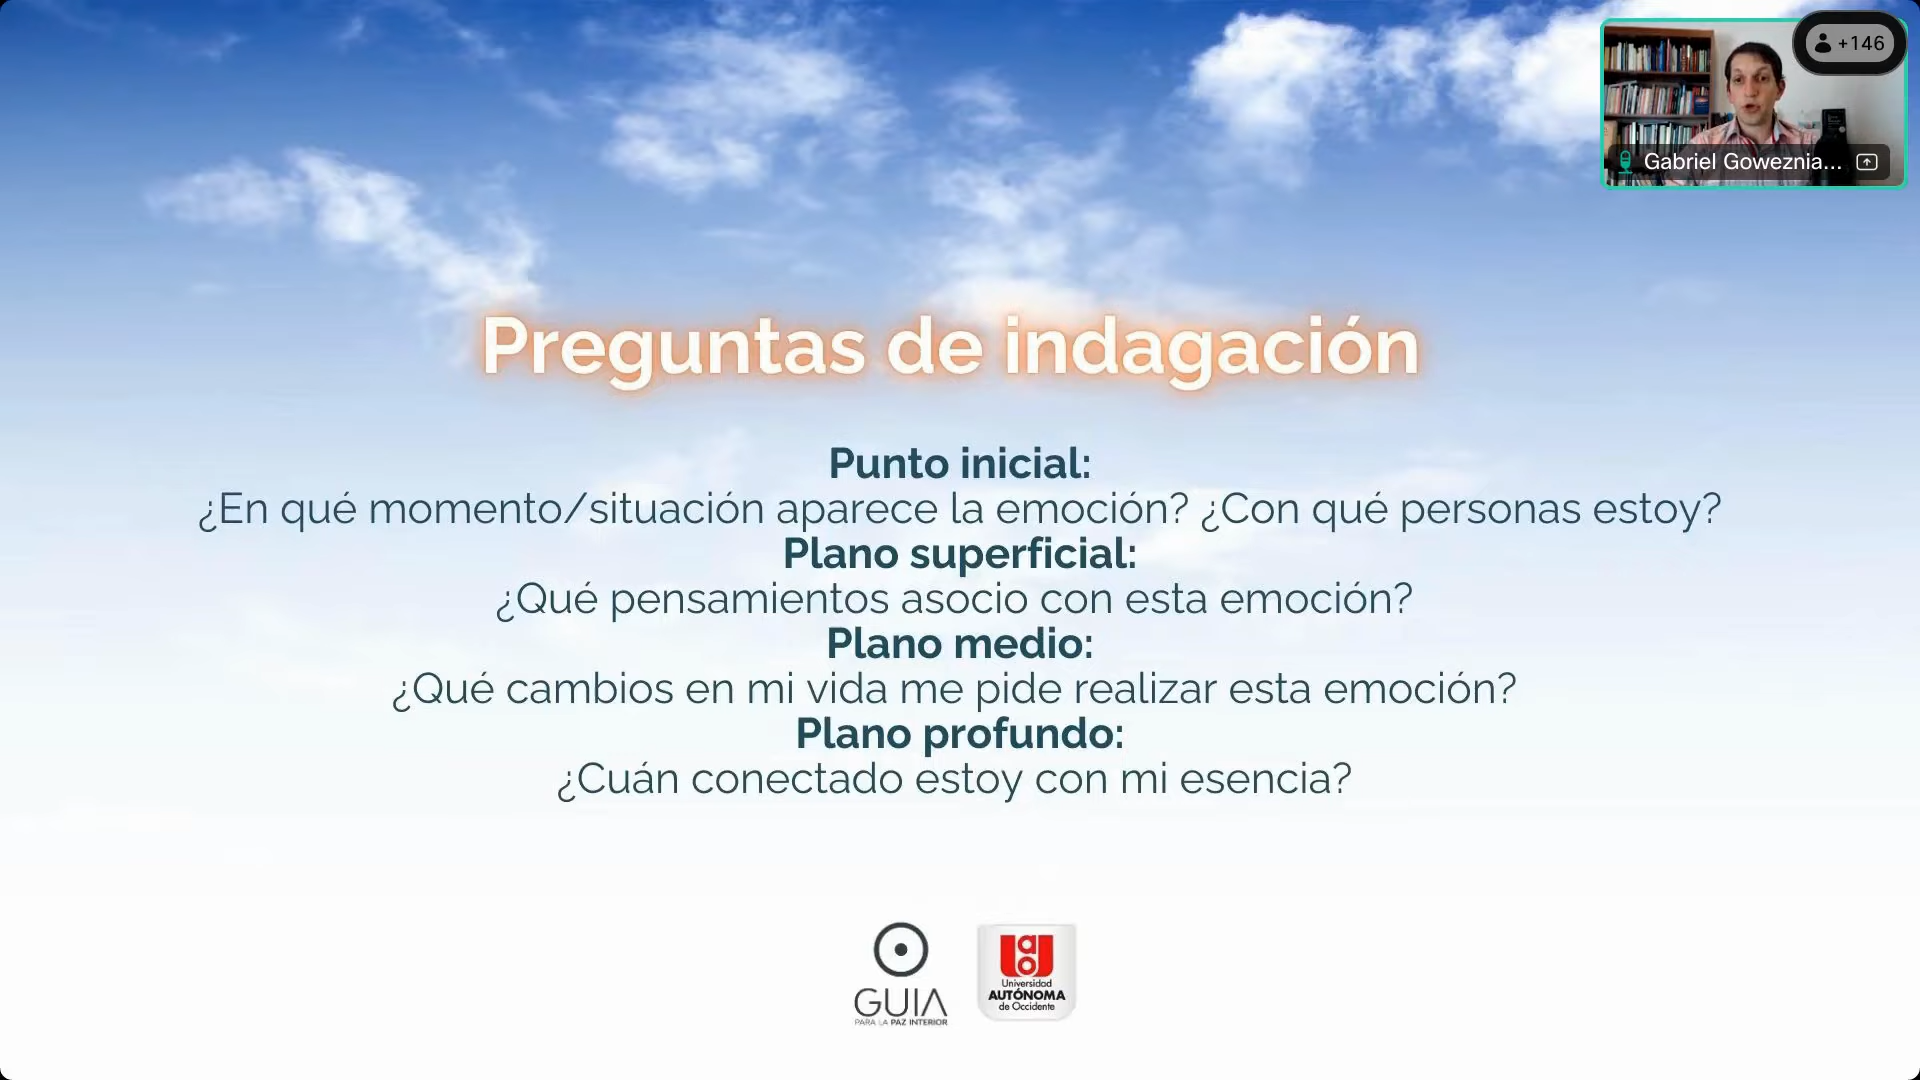 +146
Gabriel Goweznia...
Preguntas de indagación
Punto inicial:
¿En qué momento/situación aparece la emoción? ¿Con qué personas estoy?
Plano superficial:
¿Qué pensamientos asocio con esta emoción?
Plano medio:
¿Qué cambios en mi vida me pide realizar esta emoción?
Plano profundo:
¿Cuán conectado estoy con mi esencia?
GUIA
PARA LA PAZ INTERIOR
uao
Universidad
AUTÓNOMA
de Occidente